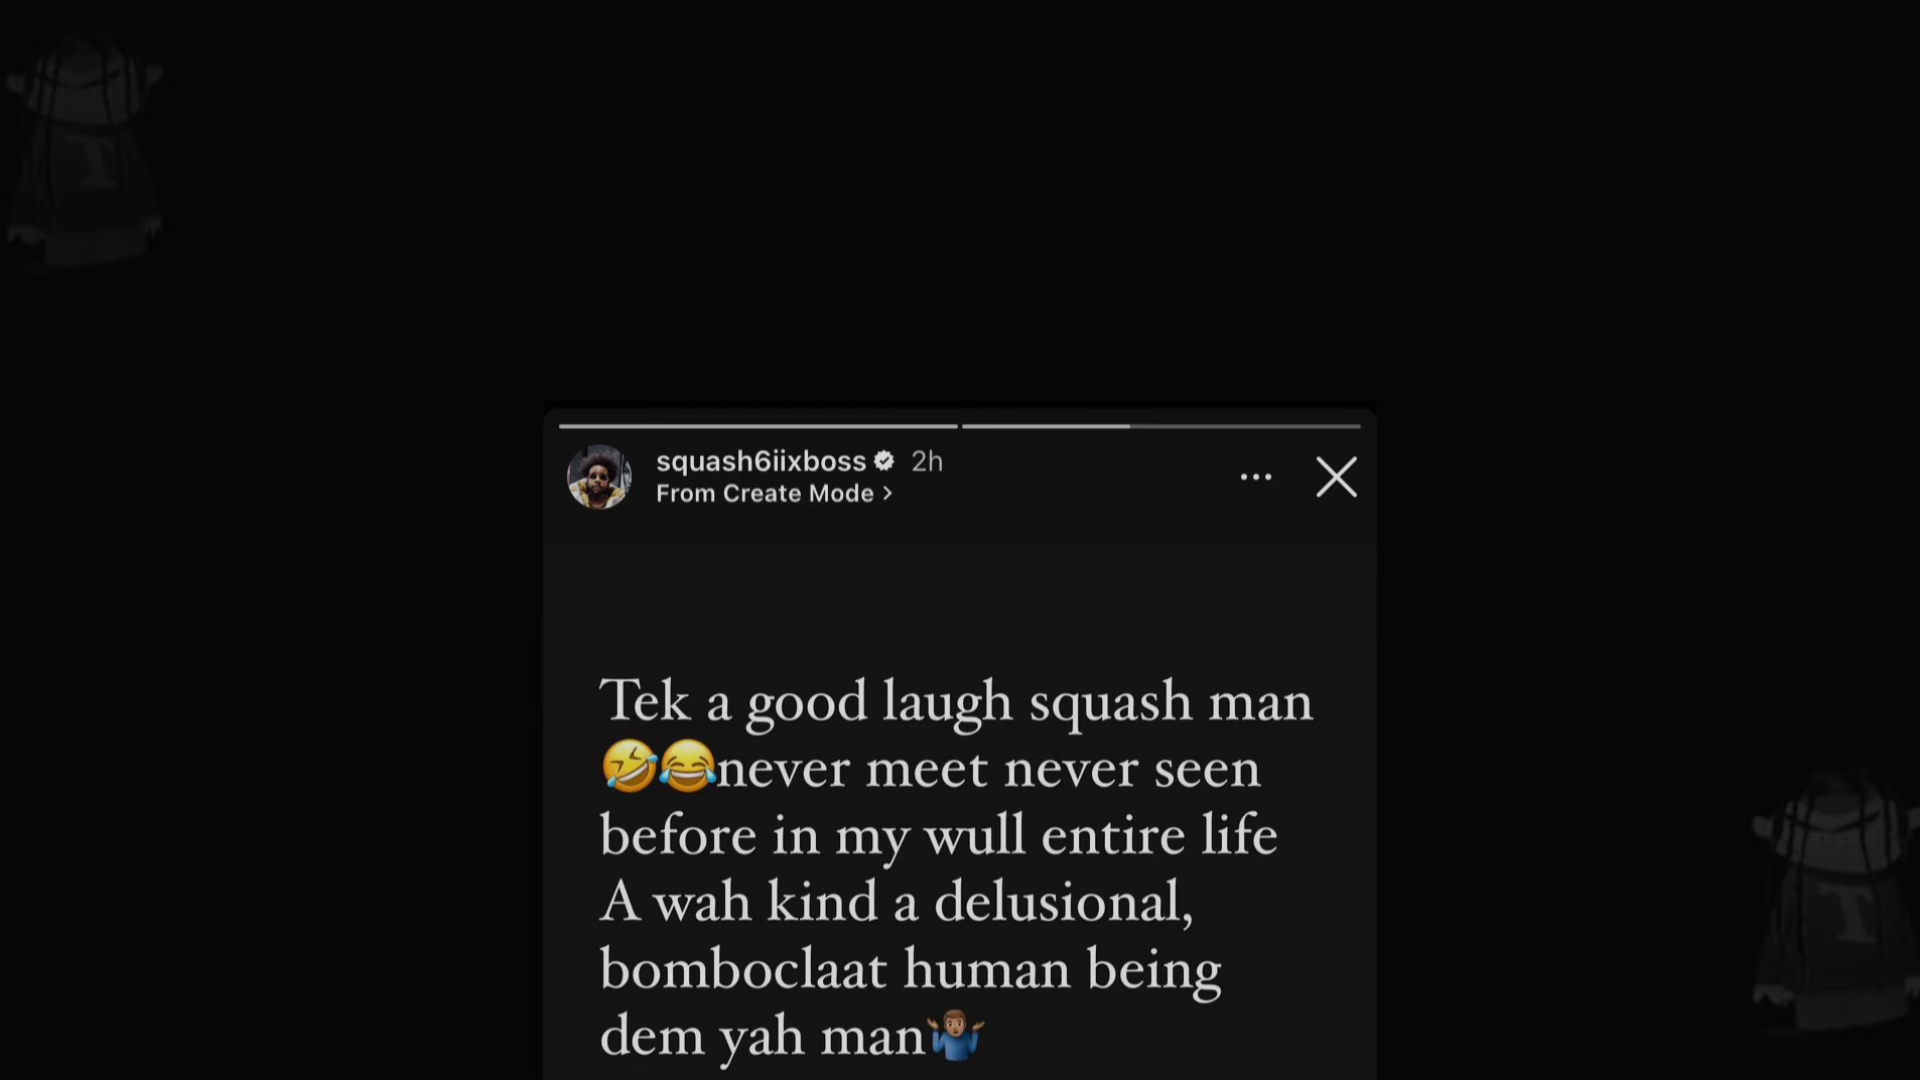 squash6iixboss 2h
From Create Mode >
Tek a good laugh squash man
🤣😂never meet never seen
before in my wull entire life
A wah kind a delusional,
bomboclaat human being
dem yah man🤷🏽‍♂️
T
T